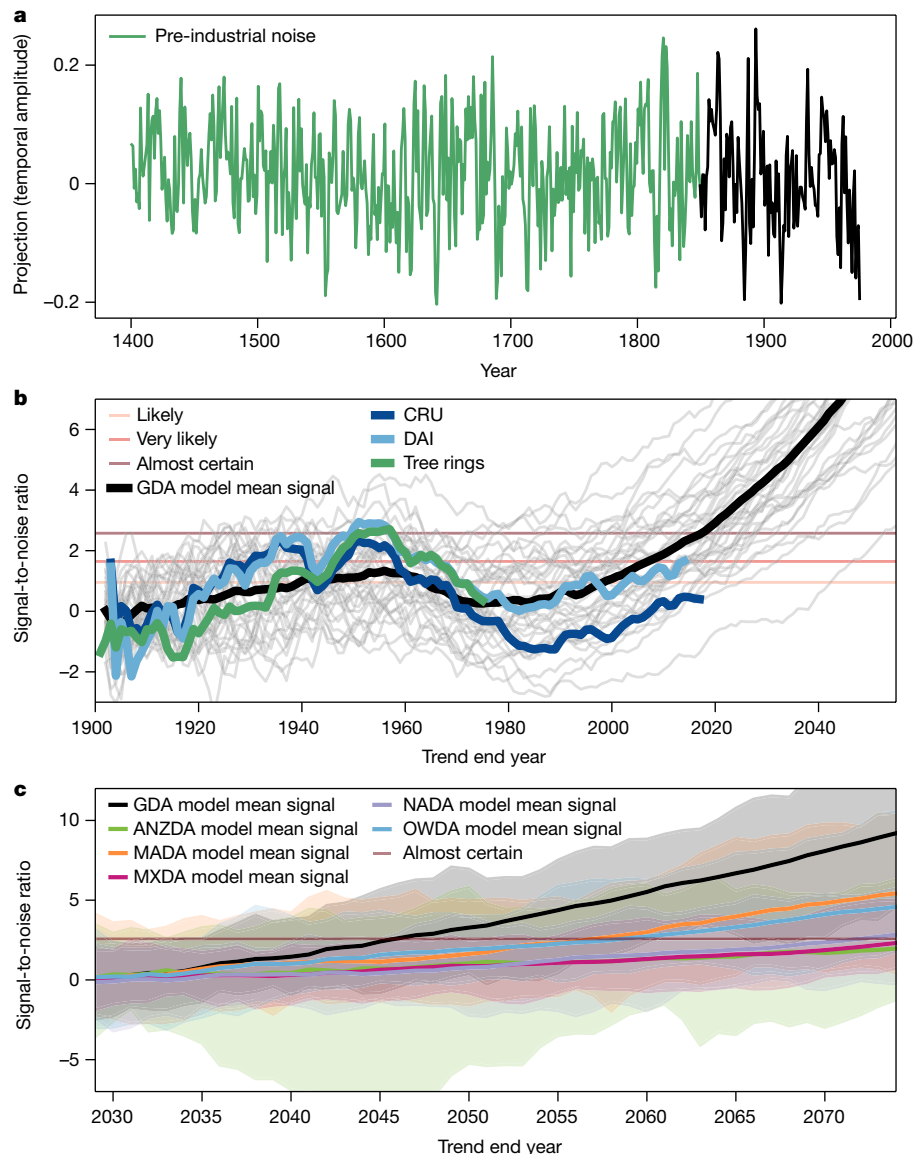 a
Pre-industrial noise
Projection (temporal amplitude)
0.2
0
−0.2
1400 1500 1600 1700 1800 1900 2000
Year
b
Likely
Very likely
Almost certain
GDA model mean signal
CRU
DAI
Tree rings
Signal-to-noise ratio
6
4
2
0
−2
1900 1920 1940 1960 1980 2000 2020 2040
Trend end year
c
GDA model mean signal
ANZDA model mean signal
MADA model mean signal
MXDA model mean signal
NADA model mean signal
OWDA model mean signal
Almost certain
Signal-to-noise ratio
10
5
0
−5
2030 2035 2040 2045 2050 2055 2060 2065 2070
Trend end year